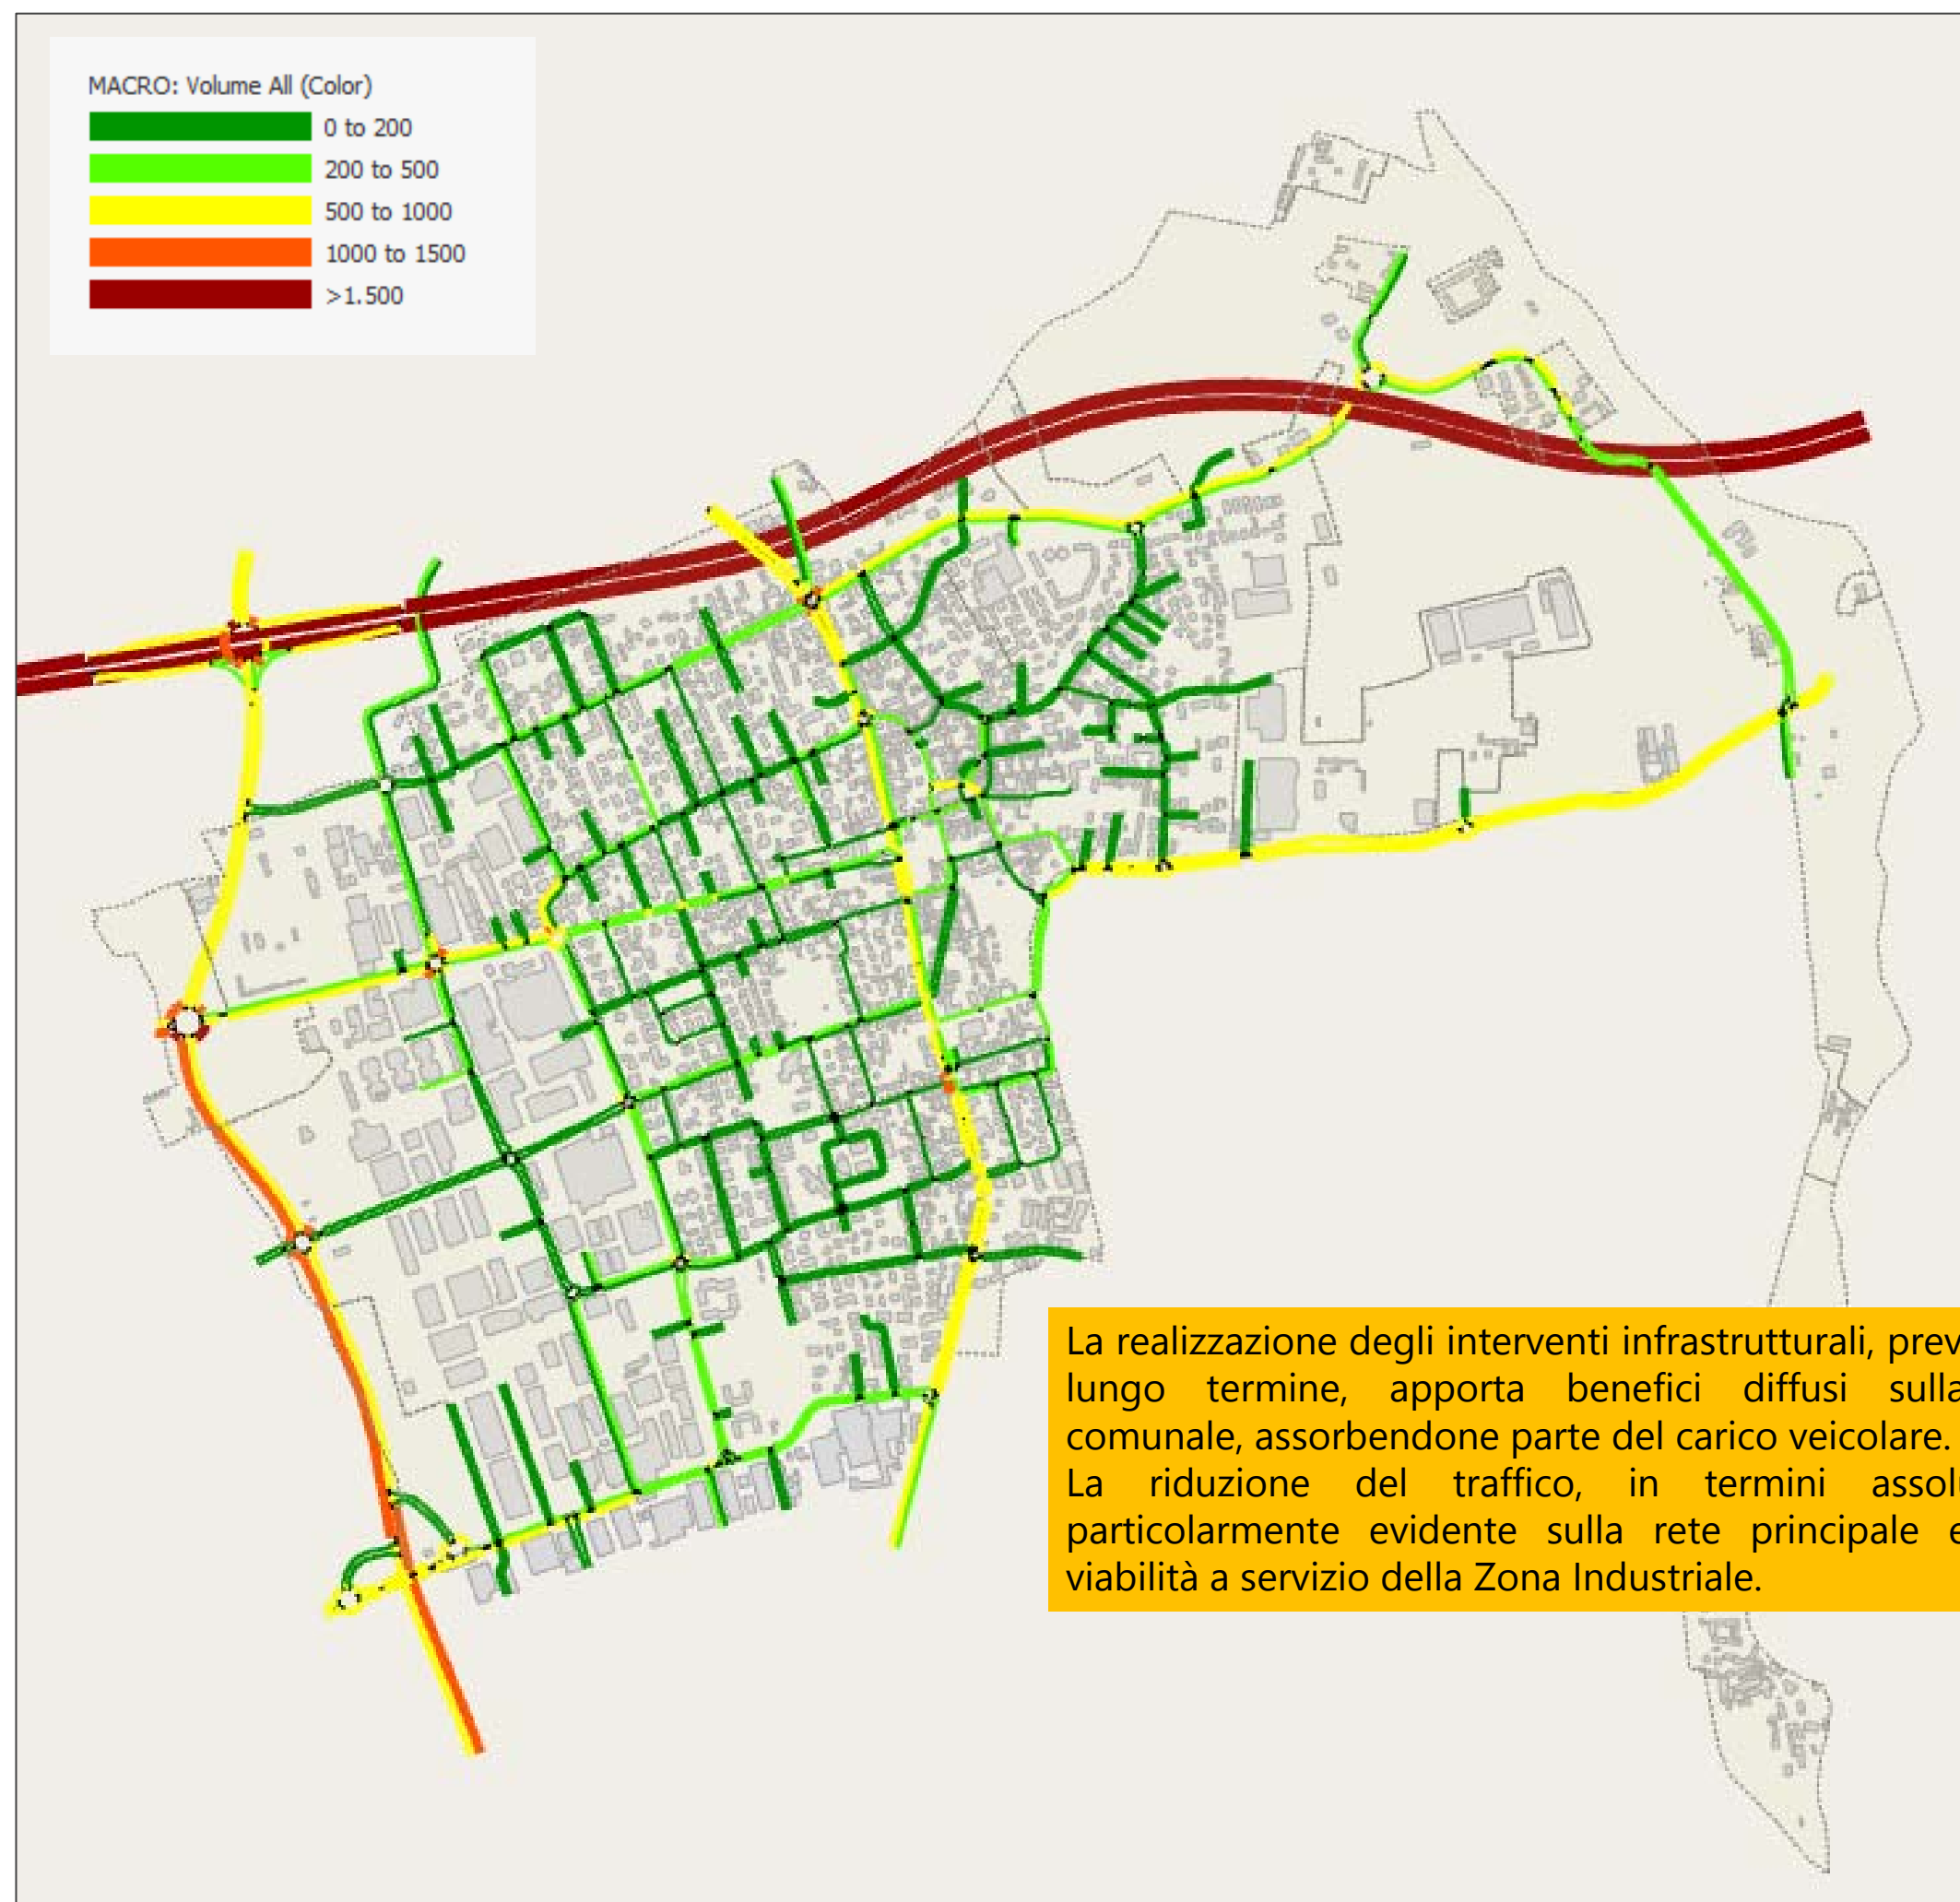 MACRO: Volume All (Color)
0 to 200
200 to 500
500 to 1000
1000 to 1500
>1.500
La realizzazione degli interventi infrastrutturali,
lungo termine, apporta benefici diffusi sulla
comunale, assorbendone parte del carico veicolare.
La riduzione del traffico, in termini
particolarmente evidente sulla rete principale e
viabilità a servizio della Zona Industriale.